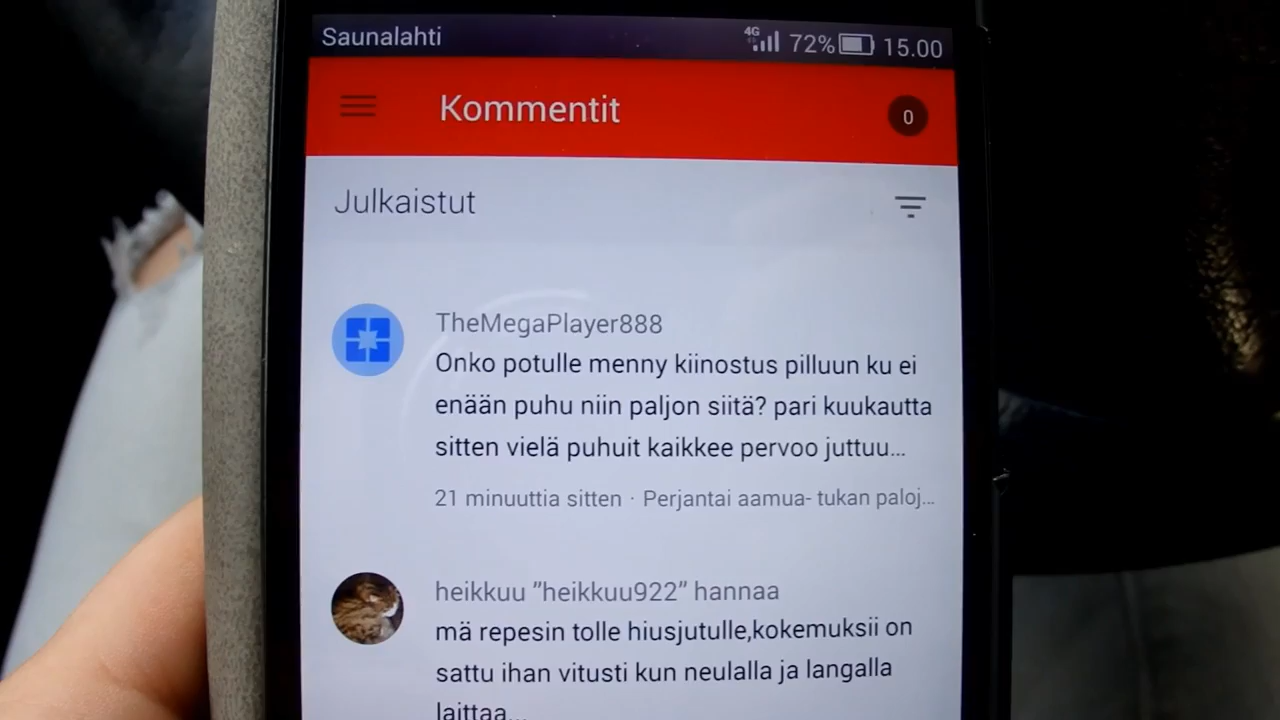 Saunalahti 4G 72% 15.00
Kommentit 0
Julkaistut
TheMegaPlayer888
Onko potulle menny kiinostus pilluun ku ei
enään puhu niin paljon siitä? pari kuukautta
sitten vielä puhuit kaikkee pervoo juttuu...
21 minuuttia sitten · Perjantai aamua- tukan paloj...
heikkuu ”heikkuu922” hannaa
mä repesin tolle hiusjutulle,kokemuksii on
sattu ihan vitusti kun neulalla ja langalla
laittaa...